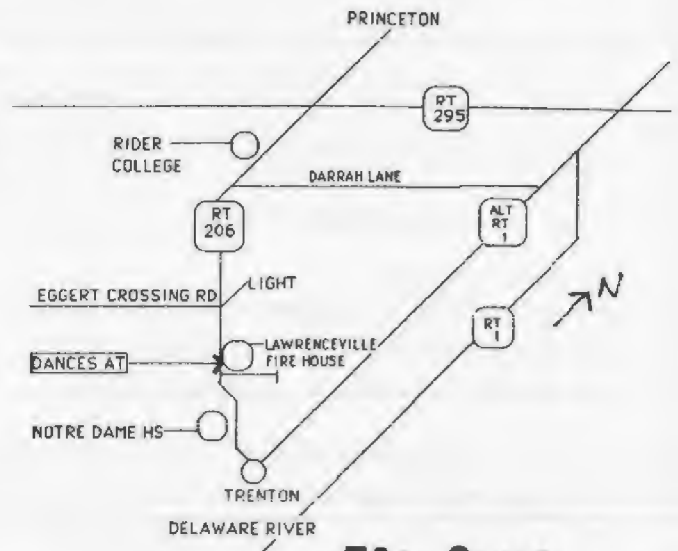 PRINCETON
RT
295
RIDER
COLLEGE
DARRAH LANE
RT
206
ALT
RT
1
LIGHT
EGGERT CROSSING RD
N
RT
1
LAWRENCEVILLE
FIRE HOUSE
DANCES AT
NOTRE DAME HS
TRENTON
DELAWARE RIVER